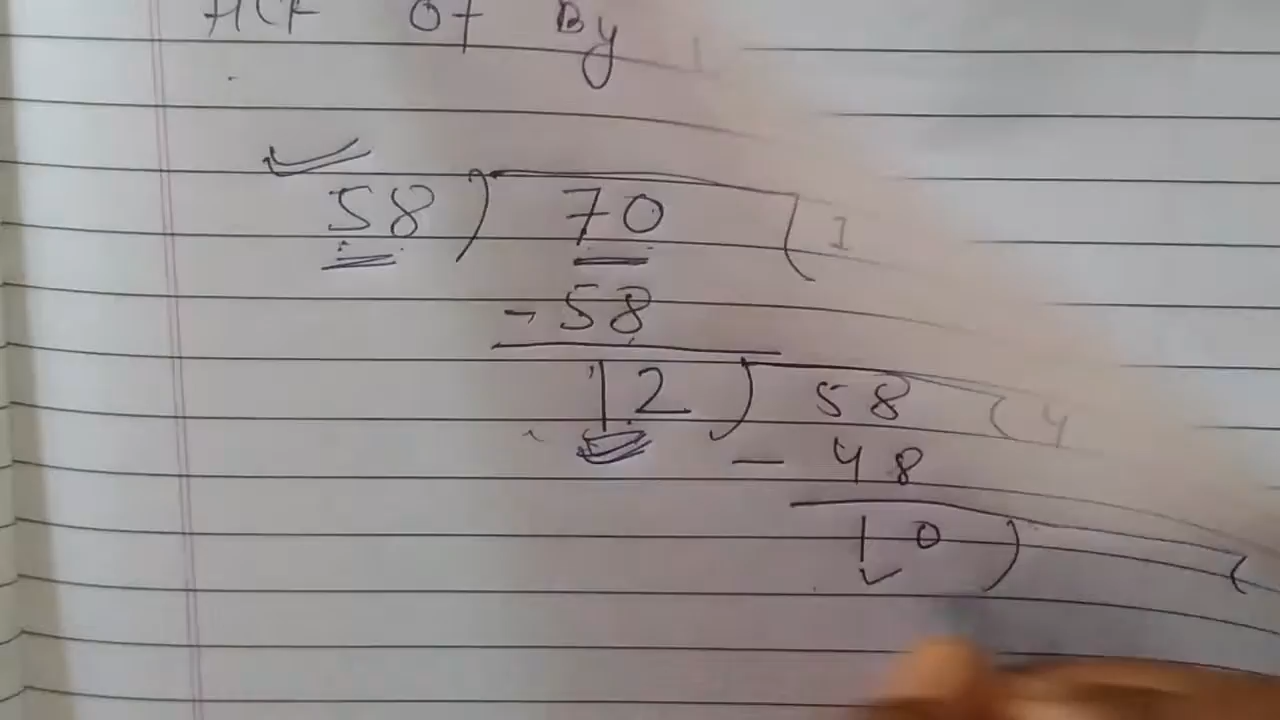 HCF Of By
58 ) 70 ( 1
- 58
12 ) 58 ( 4
- 48
10 ) (